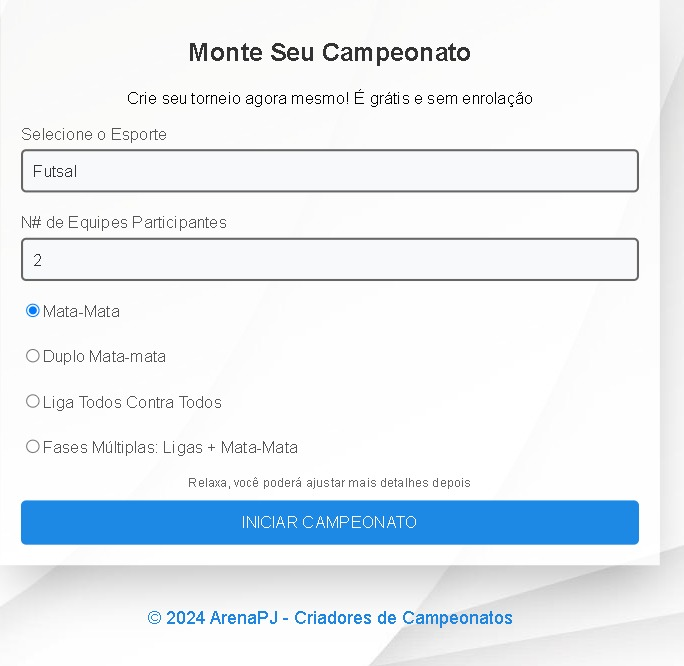 Monte Seu Campeonato
Crie seu torneio agora mesmo! É grátis e sem enrolação
Selecione o Esporte
Futsal
N# de Equipes Participantes
2
Mata-Mata
Duplo Mata-mata
Liga Todos Contra Todos
Fases Múltiplas: Ligas + Mata-Mata
Relaxa, você poderá ajustar mais detalhes depois
INICIAR CAMPEONATO
© 2024 ArenaPJ - Criadores de Campeonatos